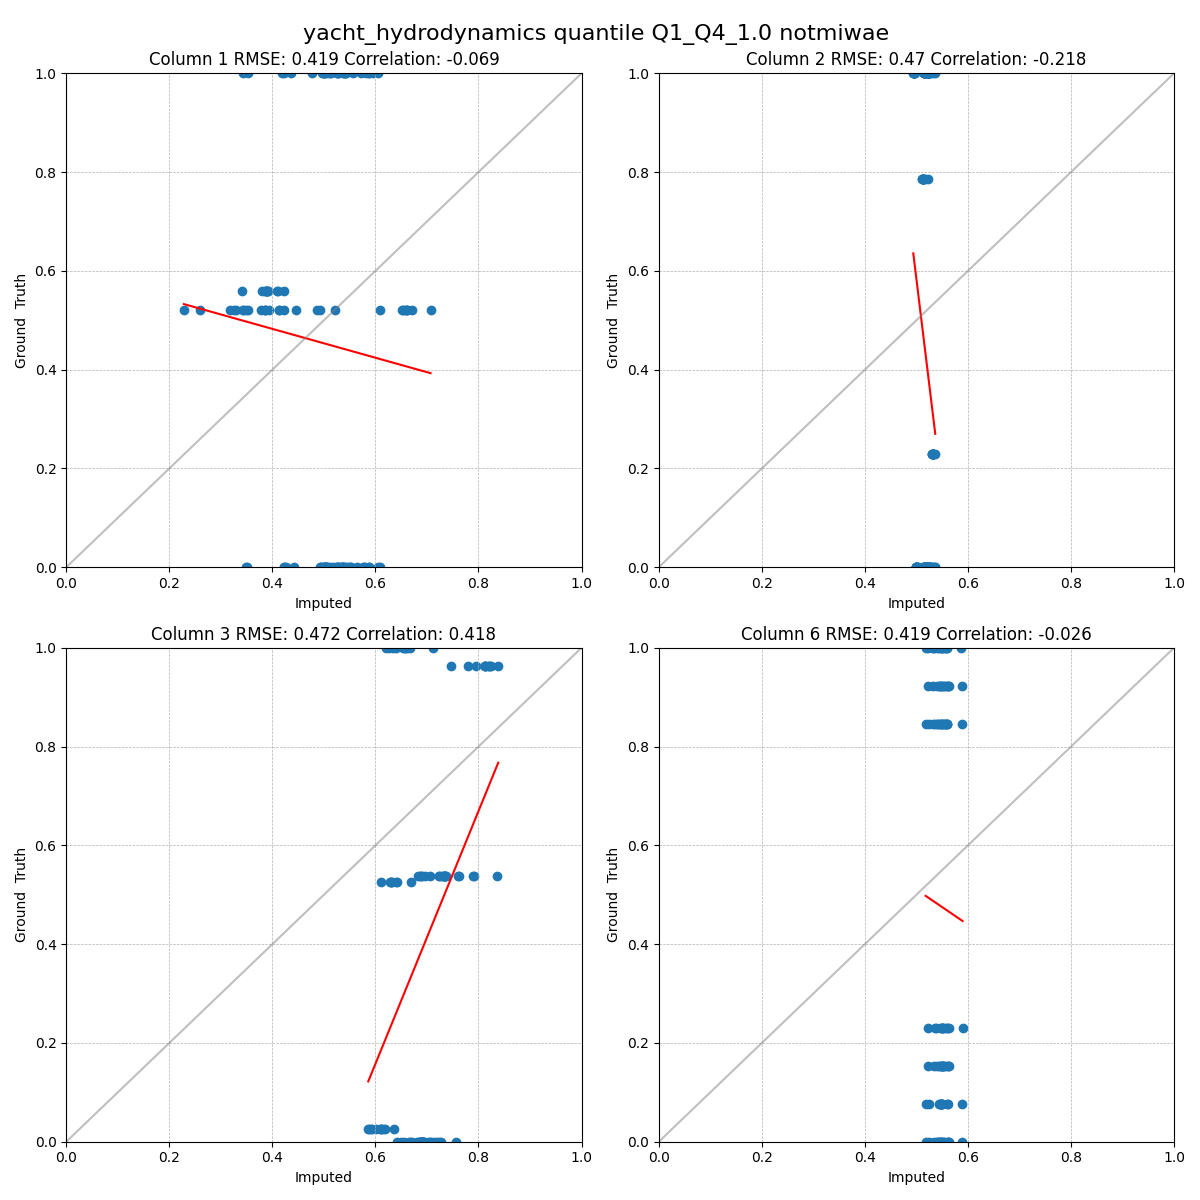 yacht_hydrodynamics quantile Q1_Q4_1.0 notmiwae
Column 1 RMSE: 0.419 Correlation: -0.069
1.0
0.8
0.6
0.4
0.2
0.0
Ground Truth
0.0 0.2 0.4 0.6 0.8 1.0
Imputed
Column 2 RMSE: 0.47 Correlation: -0.218
1.0
0.8
0.6
0.4
0.2
0.0
Ground Truth
0.0 0.2 0.4 0.6 0.8 1.0
Imputed
Column 3 RMSE: 0.472 Correlation: 0.418
1.0
0.8
0.6
0.4
0.2
0.0
Ground Truth
0.0 0.2 0.4 0.6 0.8 1.0
Imputed
Column 6 RMSE: 0.419 Correlation: -0.026
1.0
0.8
0.6
0.4
0.2
0.0
Ground Truth
0.0 0.2 0.4 0.6 0.8 1.0
Imputed